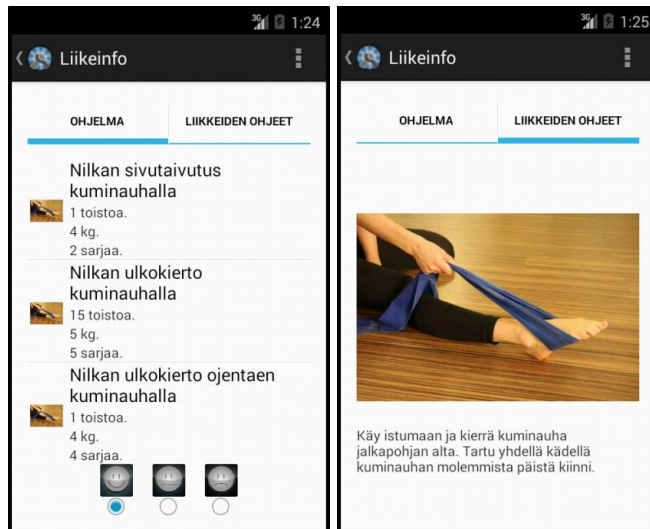 3G 1:24
Liikeinfo
OHJELMA LIIKKEIDEN OHJEET
Nilkan sivutaivutus
kuminauhalla
1 toistoa.
4 kg.
2 sarjaa.
Nilkan ulkokierto
kuminauhalla
15 toistoa.
5 kg.
5 sarjaa.
Nilkan ulkokierto ojentaen
kuminauhalla
1 toistoa.
4 kg.
4 sarjaa.
3G 1:25
Liikeinfo
OHJELMA LIIKKEIDEN OHJEET
Käy istumaan ja kierrä kuminauha
jalkapohjan alta. Tartu yhdellä kädellä
kuminauhan molemmista päistä kiinni.